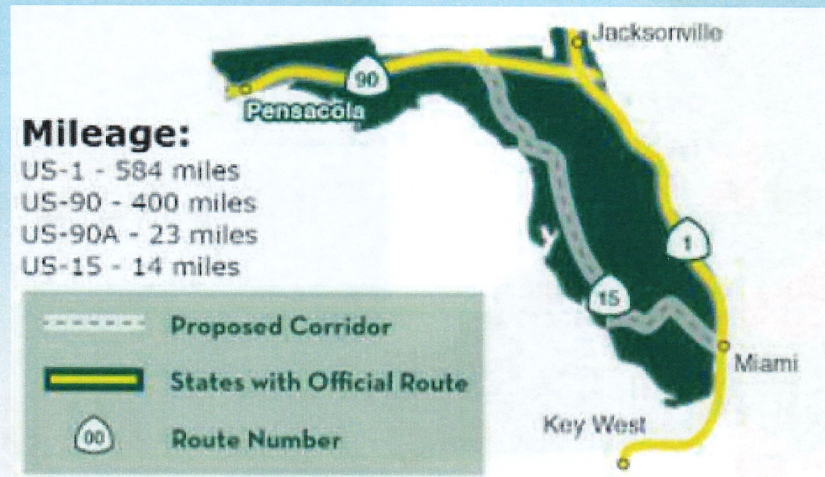 Jacksonville
90
Pensacola
Mileage:
US-1 - 584 miles
US-90 - 400 miles
US-90A - 23 miles
US-15 - 14 miles
1
15
Proposed Corridor
States with Official Route
00
Route Number
Miami
Key West